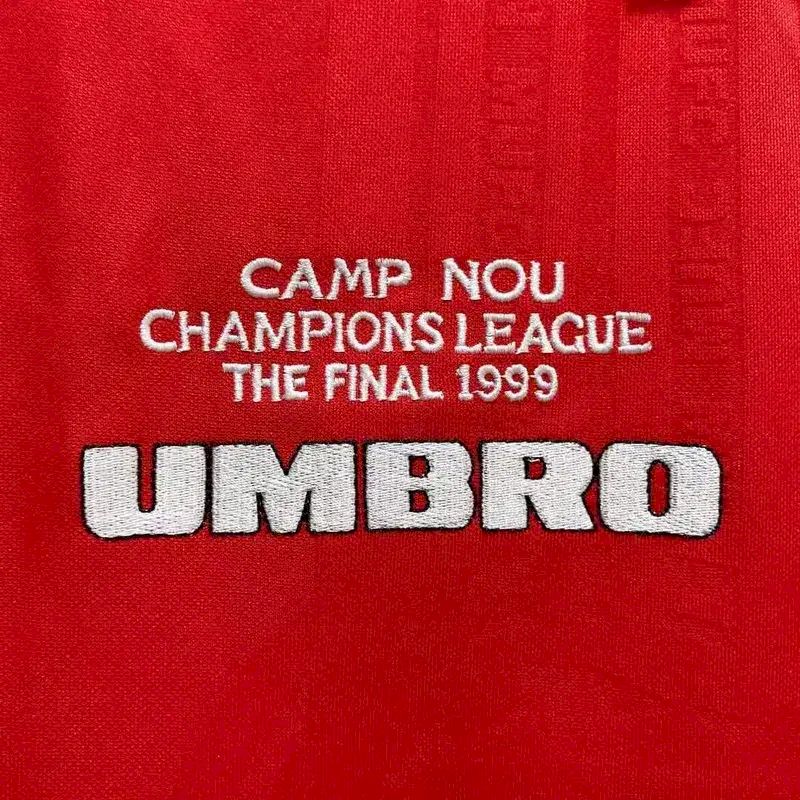 CAMP NOU
CHAMPIONS LEAGUE
THE FINAL 1999
UMBRO